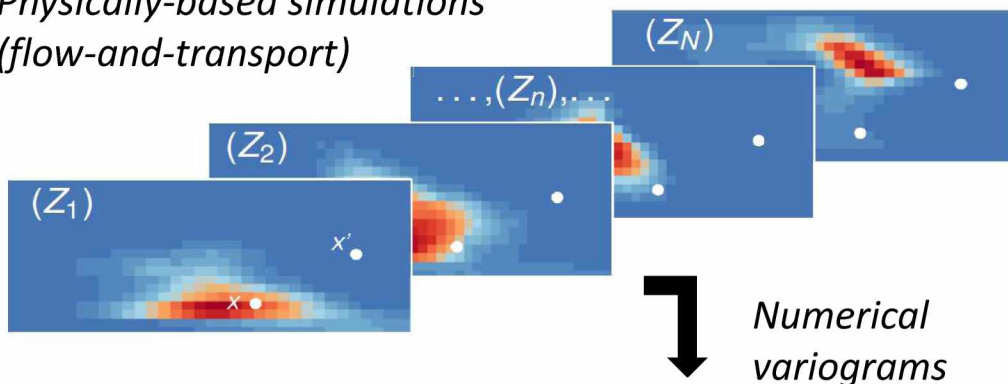 Physically-based simulations
(flow-and-transport)
(Z_N)
. . . ,(Z_n),. . .
(Z_2)
(Z_1)
x'
x
Numerical
variograms